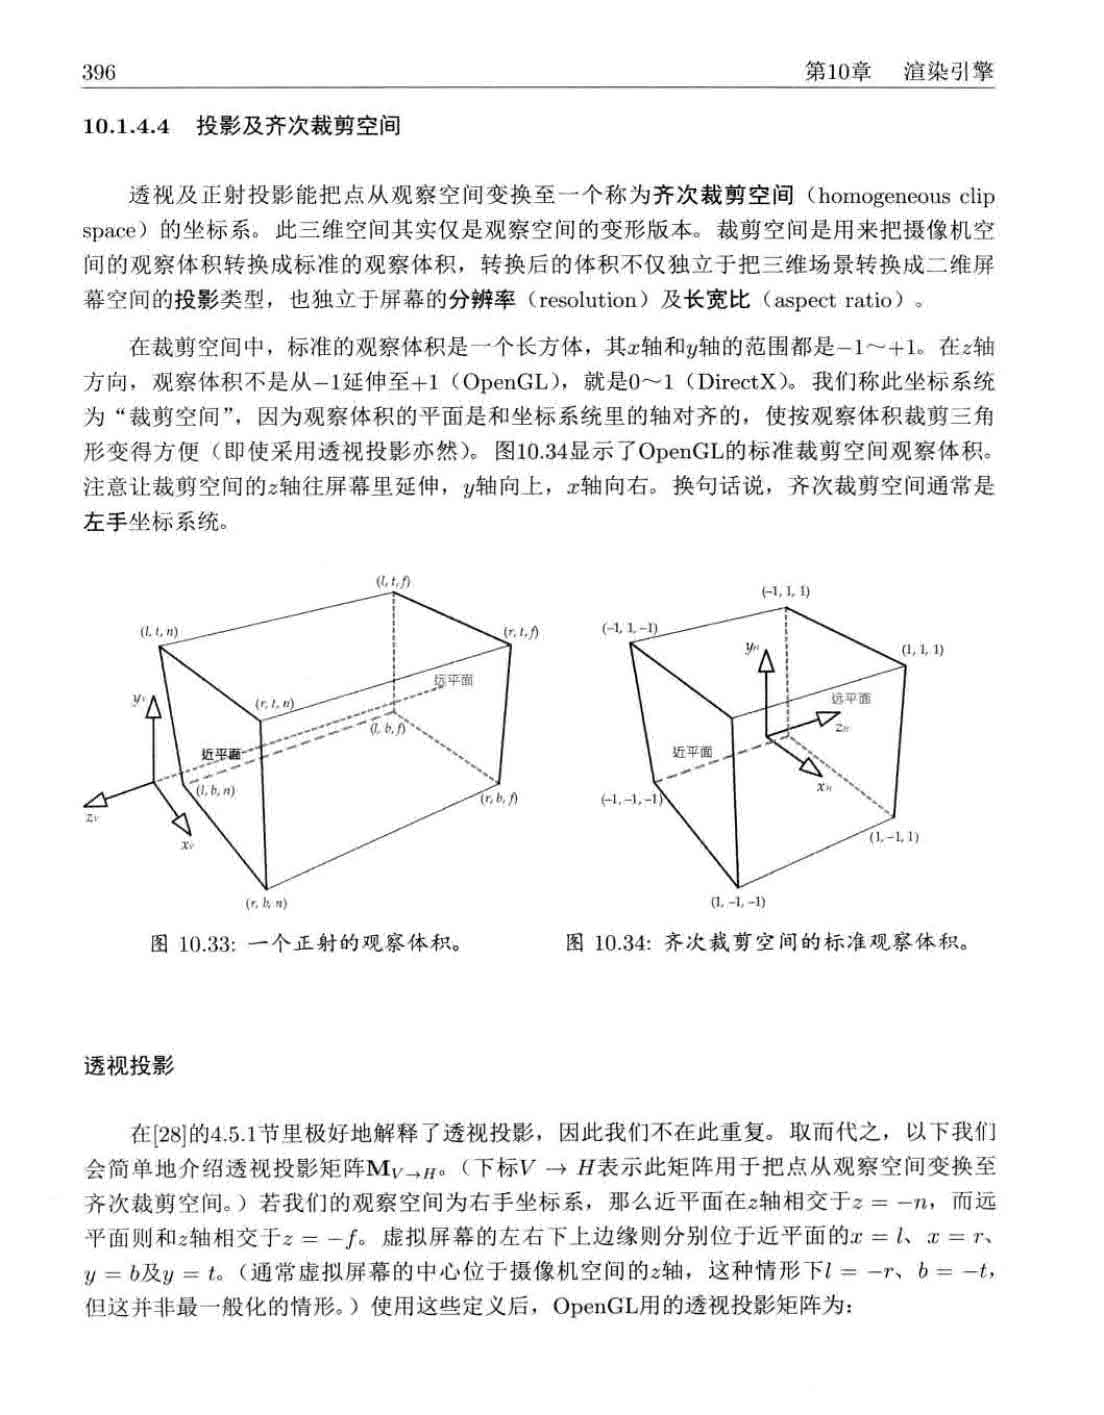 396 第10章 渲染引擎
10.1.4.4 投影及齐次裁剪空间
透视及正射投影能把点从观察空间变换至一个称为齐次裁剪空间（homogeneous clip
space）的坐标系。此三维空间其实仅是观察空间的变形版本。裁剪空间是用来把摄像机空
间的观察体积转换成标准的观察体积，转换后的体积不仅独立于把三维场景转换成二维屏
幕空间的投影类型，也独立于屏幕的分辨率（resolution）及长宽比（aspect ratio）。
在裁剪空间中，标准的观察体积是一个长方体，其x轴和y轴的范围都是−1～+1。在z轴
方向，观察体积不是从−1延伸至+1（OpenGL），就是0～1（DirectX）。我们称此坐标系统
为“裁剪空间”，因为观察体积的平面是和坐标系统里的轴对齐的，使按观察体积裁剪三角
形变得方便（即使采用透视投影亦然）。图10.34显示了OpenGL的标准裁剪空间观察体积。
注意让裁剪空间的z轴往屏幕里延伸，y轴向上，x轴向右。换句话说，齐次裁剪空间通常是
左手坐标系统。
(l, t, f)
(l, t, n)
(r, t, f)
远平面
(r, t, n)
yV
(l, b, f)
近平面
(l, b, n)
(r, b, f)
zV
xV
(r, b, n)
(−1, 1, 1)
(−1, 1, −1)
yH
(1, 1, 1)
远平面
zH
近平面
xH
(−1, −1, −1)
(1, −1, 1)
(1, −1, −1)
图 10.33: 一个正射的观察体积。
图 10.34: 齐次裁剪空间的标准观察体积。
透视投影
在[28]的4.5.1节里极好地解释了透视投影，因此我们不在此重复。取而代之，以下我们
会简单地介绍透视投影矩阵MV→H。（下标V → H表示此矩阵用于把点从观察空间变换至
齐次裁剪空间。）若我们的观察空间为右手坐标系，那么近平面在z轴相交于z = −n，而远
平面则和z轴相交于z = −f。虚拟屏幕的左右下上边缘则分别位于近平面的x = l、x = r、
y = b及y = t。（通常虚拟屏幕的中心位于摄像机空间的z轴，这种情形下l = −r、b = −t，
但这并非最一般化的情形。）使用这些定义后，OpenGL用的透视投影矩阵为：